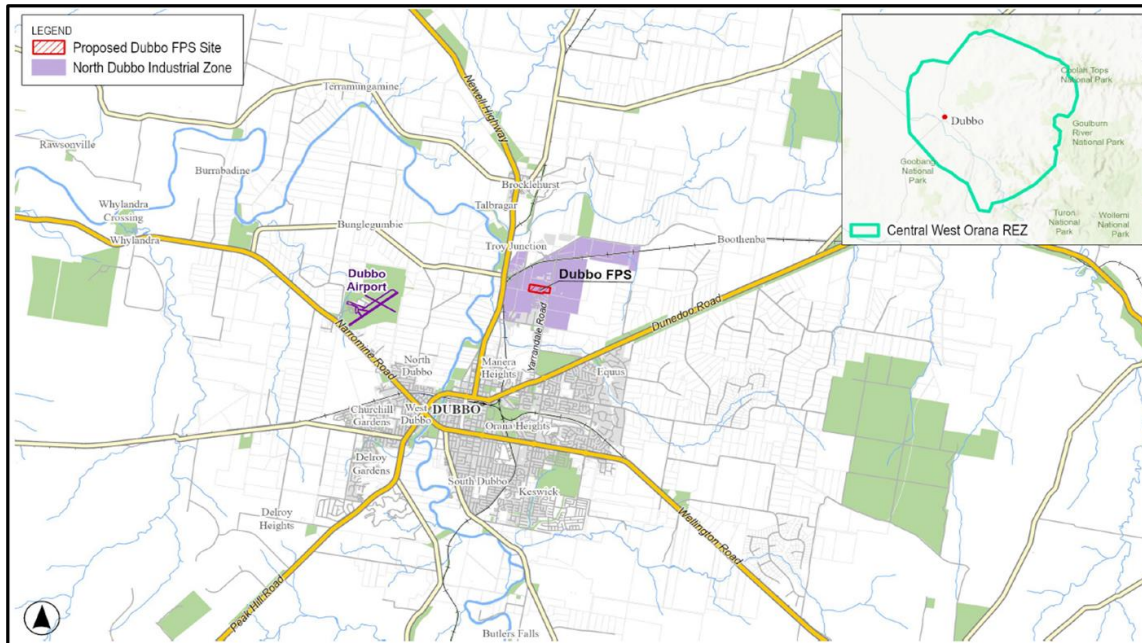 LEGEND
Proposed Dubbo FPS Site
North Dubbo Industrial Zone
Terramungamine
Newell Highway
Rawsonville
Burrabadine
Brocklehurst
Whylandra
Crossing
Talbragar
Whylandra
Bunglegumbie
Troy Junction
Boothenba
Dubbo
Airport
Dubbo FPS
Yarrandale Road
Dunedoo Road
Narromine Road
North
Dubbo
Manera
Heights
Equus
Churchill
Gardens
West
Dubbo
DUBBO
Orana Heights
Delroy
Gardens
South Dubbo
Keswick
Delroy
Heights
Wellington Road
Peak Hill Road
Butlers Falls
Coolah Tops
National Park
Dubbo
Goulburn
River
National Park
Goobang
National
Park
Turon
National
Park
Wollemi
National
Park
Central West Orana REZ